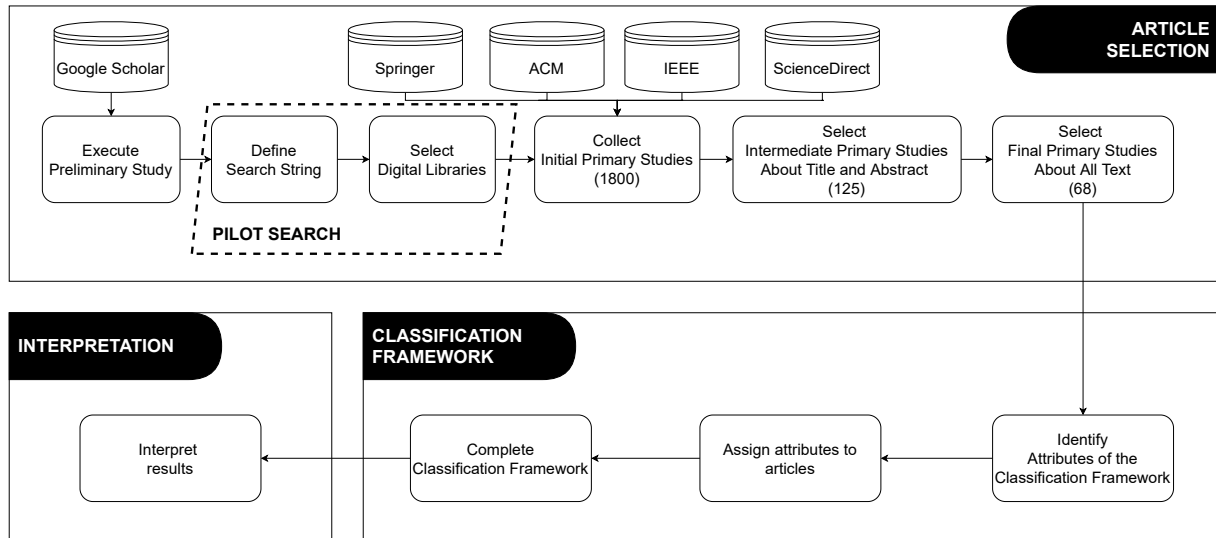 ARTICLE
SELECTION
Google Scholar
Springer
ACM
IEEE
ScienceDirect
Execute
Preliminary Study
Define
Search String
Select
Digital Libraries
Collect
Initial Primary Studies
(1800)
Select
Intermediate Primary Studies
About Title and Abstract
(125)
Select
Final Primary Studies
About All Text
(68)
PILOT SEARCH
INTERPRETATION
CLASSIFICATION
FRAMEWORK
Interpret
results
Complete
Classification Framework
Assign attributes to
articles
Identify
Attributes of the
Classification Framework